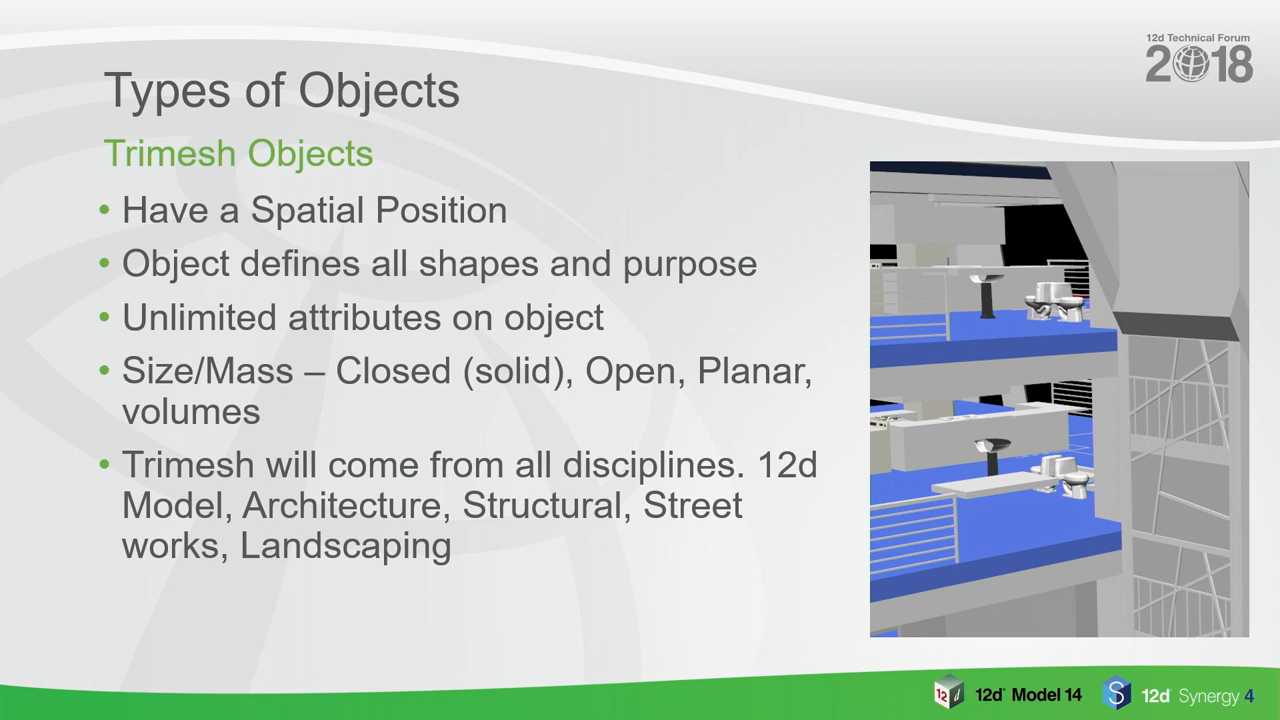 12d Technical Forum
2018
Types of Objects
Trimesh Objects
• Have a Spatial Position
• Object defines all shapes and purpose
• Unlimited attributes on object
• Size/Mass – Closed (solid), Open, Planar,
volumes
• Trimesh will come from all disciplines. 12d
Model, Architecture, Structural, Street
works, Landscaping
12 d 12d Model 14 S 12d Synergy 4